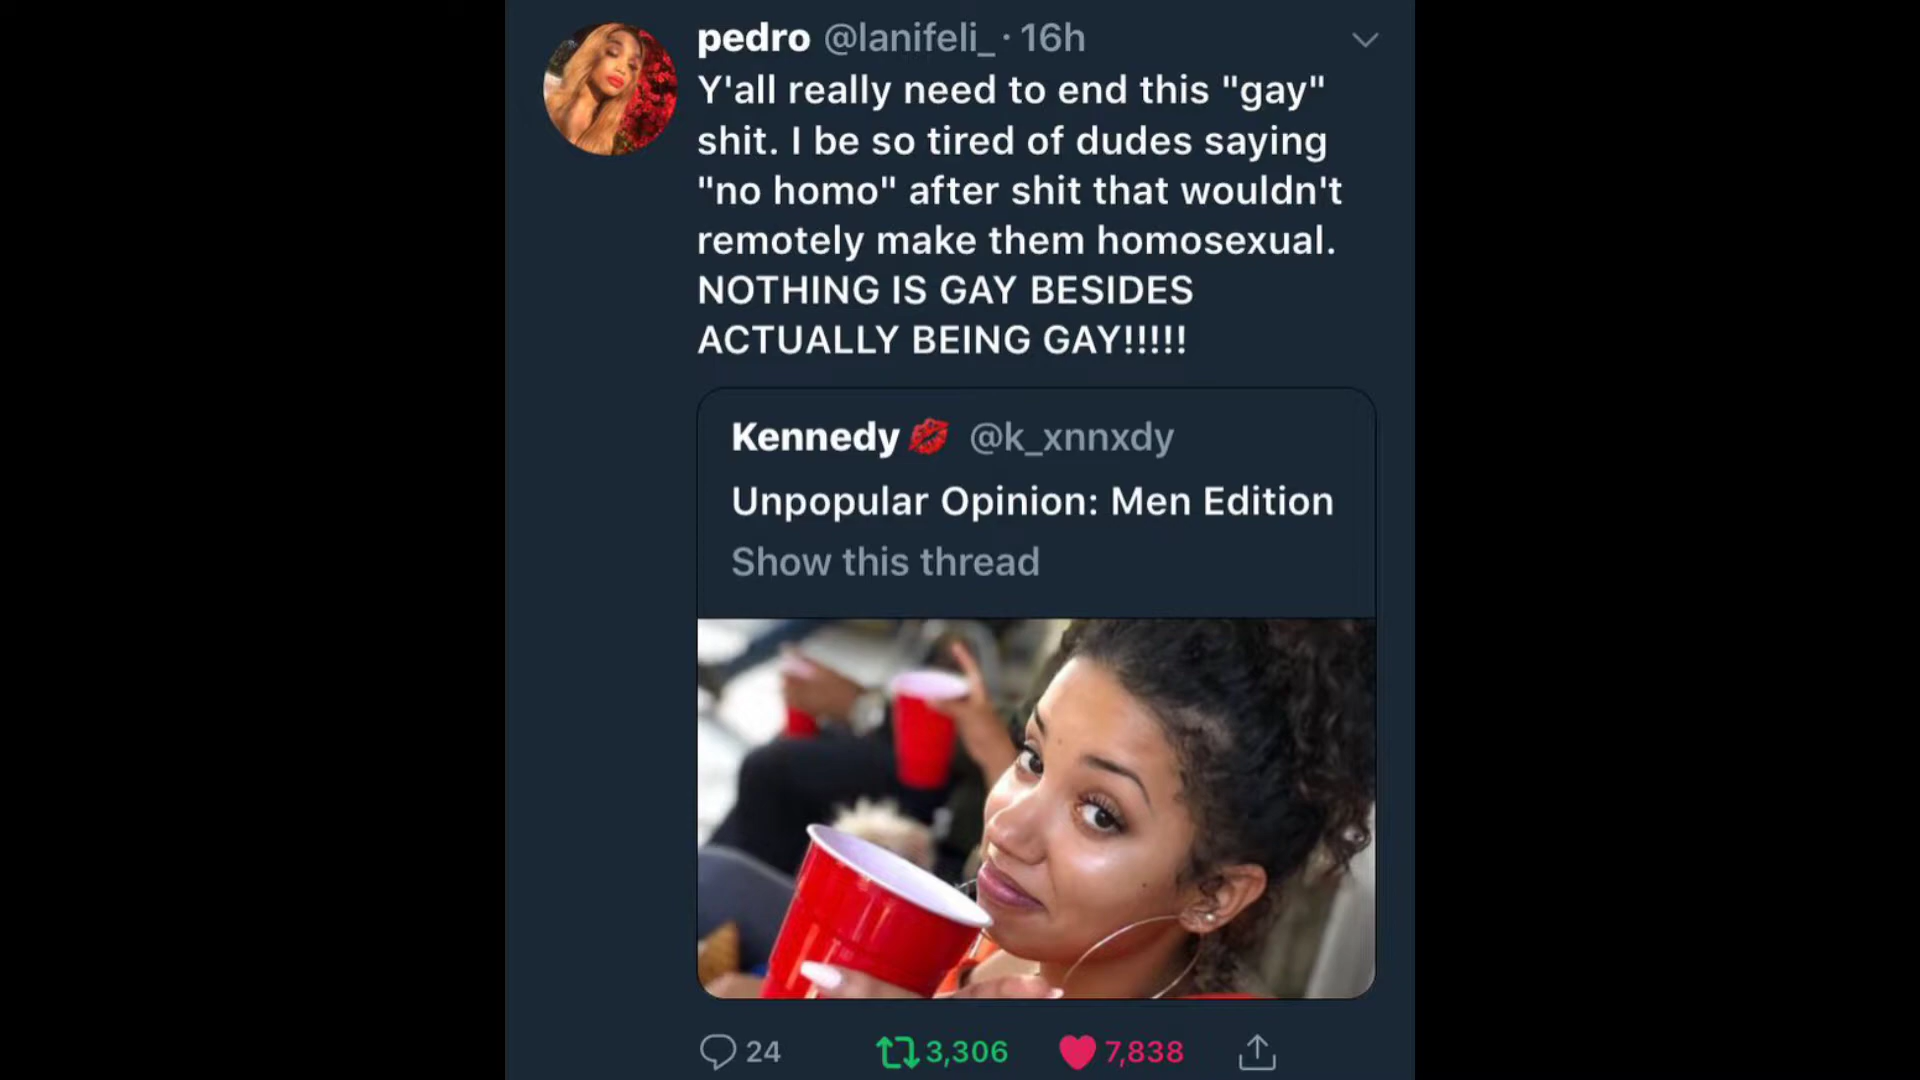 pedro @lanifeli_ · 16h
Y'all really need to end this "gay"
shit. I be so tired of dudes saying
"no homo" after shit that wouldn't
remotely make them homosexual.
NOTHING IS GAY BESIDES
ACTUALLY BEING GAY!!!!!
Kennedy💋 @k_xnnxdy
Unpopular Opinion: Men Edition
Show this thread
24 3,306 7,838